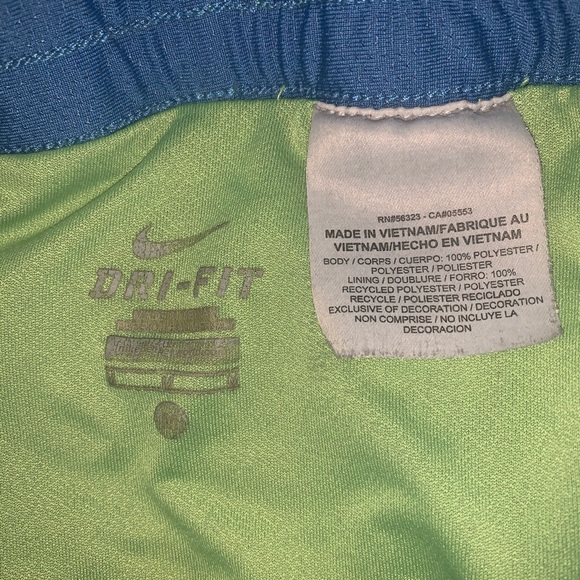 DRI-FIT
RN#56323 - CA#05553
MADE IN VIETNAM/FABRIQUE AU
VIETNAM/HECHO EN VIETNAM
BODY / CORPS / CUERPO: 100% POLYESTER /
POLYESTER / POLIESTER
LINING / DOUBLURE / FORRO: 100%
RECYCLED POLYESTER / POLYESTER
RECYCLE / POLIESTER RECICLADO
EXCLUSIVE OF DECORATION / DECORATION
NON COMPRISE / NO INCLUYE LA
DECORACION